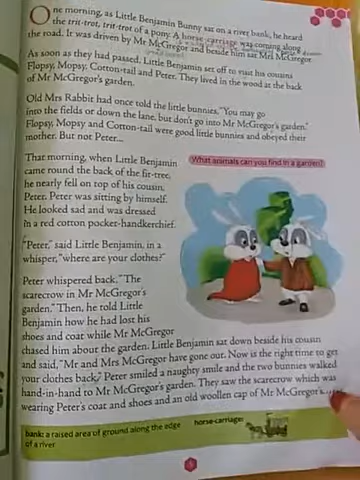 One morning, as Little Benjamin Bunny sat on a river bank, he heard
the trit-trot, trit-trot of a pony. A horse-carriage was coming along
the road. It was driven by Mr McGregor and beside him sat Mrs McGregor.
As soon as they had passed, Little Benjamin set off to visit his cousins
Flopsy, Mopsy, Cotton-tail and Peter. They lived in the wood at the back
of Mr McGregor's garden.
Old Mrs Rabbit had once told the little bunnies, "You may go
into the fields or down the lane, but don't go into Mr McGregor's garden."
Flopsy, Mopsy and Cotton-tail were good little bunnies and obeyed their
mother. But not Peter...
What animals can you find in a garden?
That morning, when Little Benjamin
came round the back of the fir-tree,
he nearly fell on top of his cousin,
Peter. Peter was sitting by himself.
He looked sad and was dressed
in a red cotton pocket-handkerchief.
"Peter," said Little Benjamin, in a
whisper, "where are your clothes?"
Peter whispered back, "The
scarecrow in Mr McGregor's
garden." Then, he told Little
Benjamin how he had lost his
shoes and coat while Mr McGregor
chased him about the garden. Little Benjamin sat down beside his cousin
and said, "Mr and Mrs McGregor have gone out. Now is the right time to get
your clothes back." Peter smiled a naughty smile and the two bunnies walked
hand-in-hand to Mr McGregor's garden. They saw the scarecrow which was
wearing Peter's coat and shoes and an old woollen cap of Mr McGregor's
bank: a raised area of ground along the edge
of a river
horse-carriage: